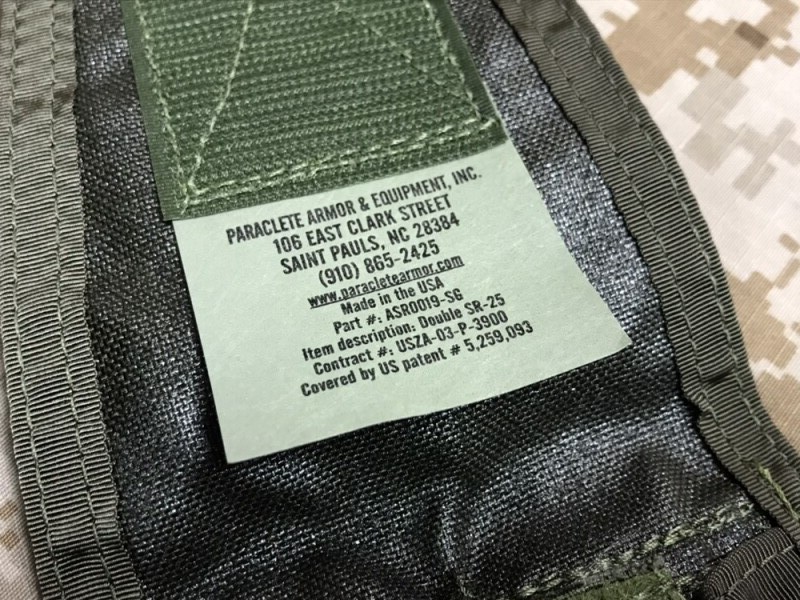 PARACLETE ARMOR & EQUIPMENT, INC.
106 EAST CLARK STREET
SAINT PAULS, NC 28384
(910) 865-2425
www.paracletearmor.com
Made in the USA
Part #: ASR0019-SG
Item description: Double SR-25
Contract #: USZA-03-P-3900
Covered by US patent # 5,259,093